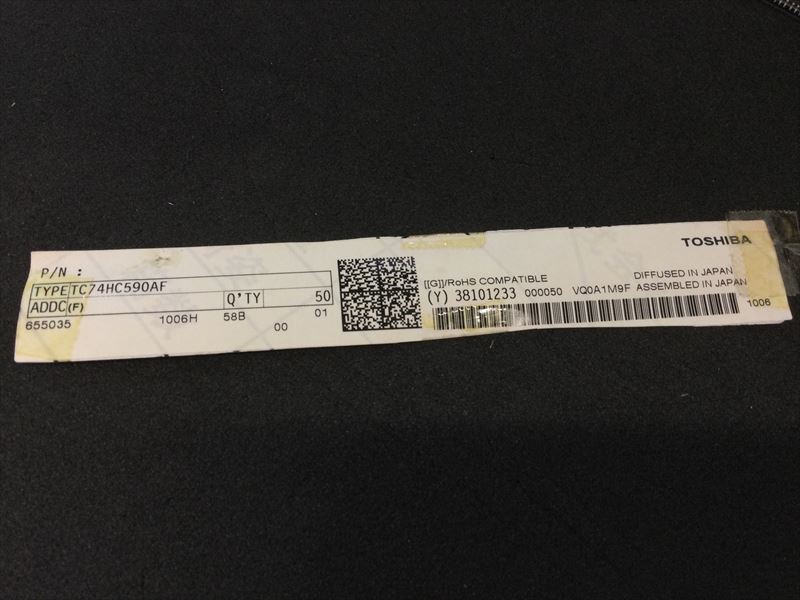 P/N :
TYPE TC74HC590AF
ADDC (F) Q'TY 50
655035 1006H 58B 00 01
TOSHIBA
[[G]]/RoHS COMPATIBLE DIFFUSED IN JAPAN
(Y) 38101233 000050 VQ0A1M9F ASSEMBLED IN JAPAN
1006